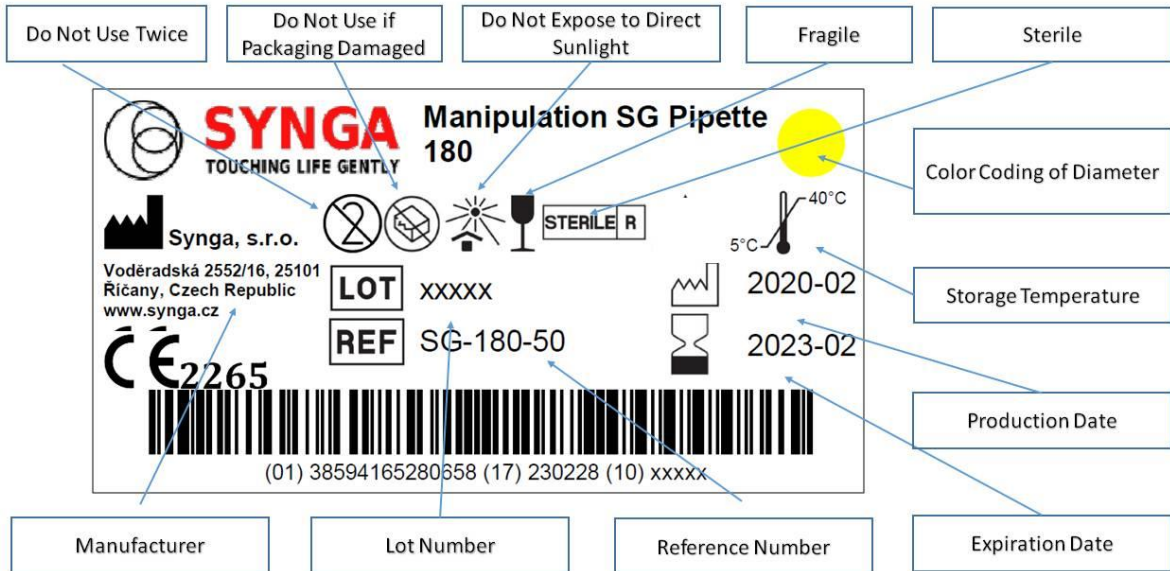 Do Not Use Twice
Do Not Use if
Packaging Damaged
Do Not Expose to Direct
Sunlight
Fragile
Sterile
SYNGA
TOUCHING LIFE GENTLY
Manipulation SG Pipette
180
Color Coding of Diameter
2
STERILE R
40°C
5°C
Synga, s.r.o.
Voděradská 2552/16, 25101
Říčany, Czech Republic
www.synga.cz
LOT xxxxx
2020-02
Storage Temperature
REF SG-180-50
2023-02
CE 2265
Production Date
(01) 38594165280658 (17) 230228 (10) xxxxx
Manufacturer
Lot Number
Reference Number
Expiration Date